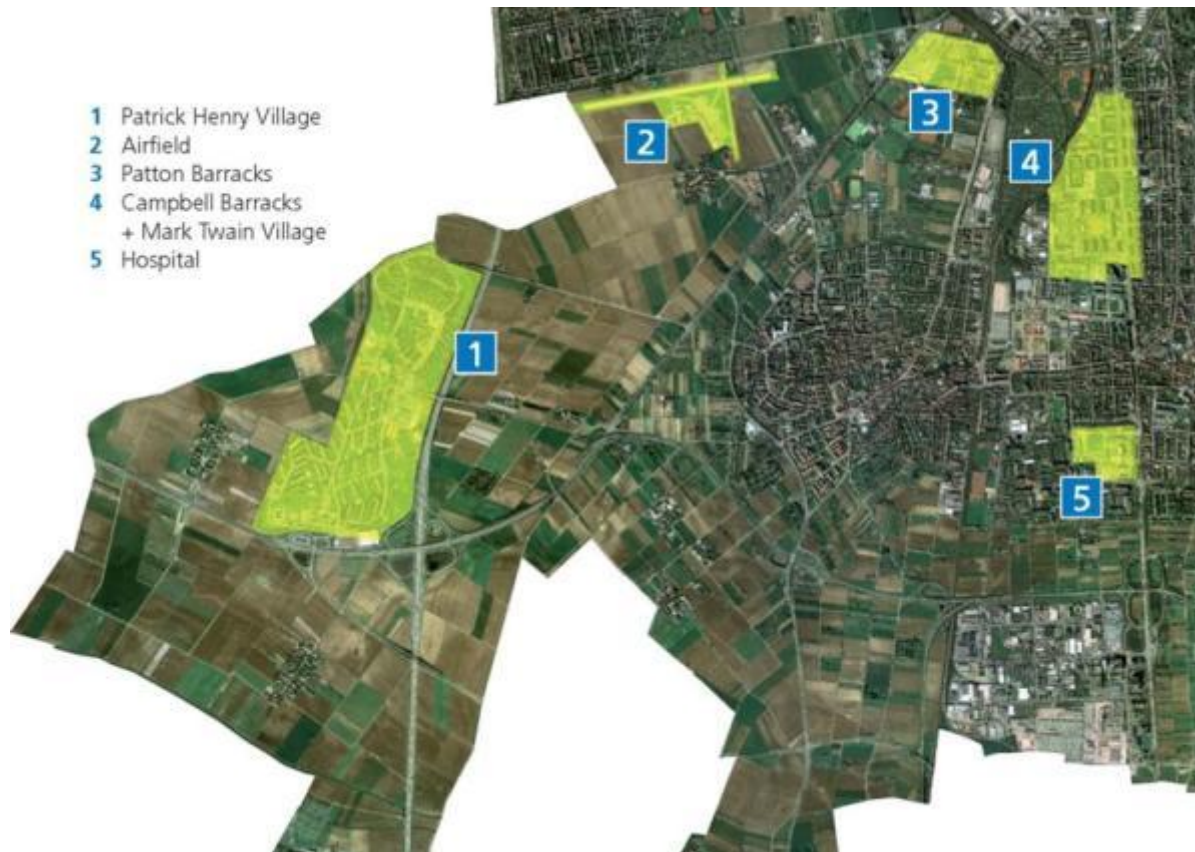 1 Patrick Henry Village
2 Airfield
3 Patton Barracks
4 Campbell Barracks
+ Mark Twain Village
5 Hospital
2
3
4
1
5